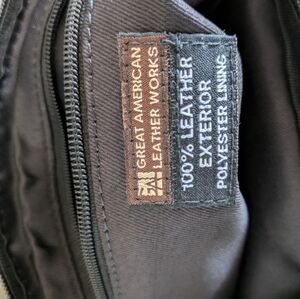 GREAT AMERICAN
LEATHER WORKS
100% LEATHER
EXTERIOR
POLYESTER LINING